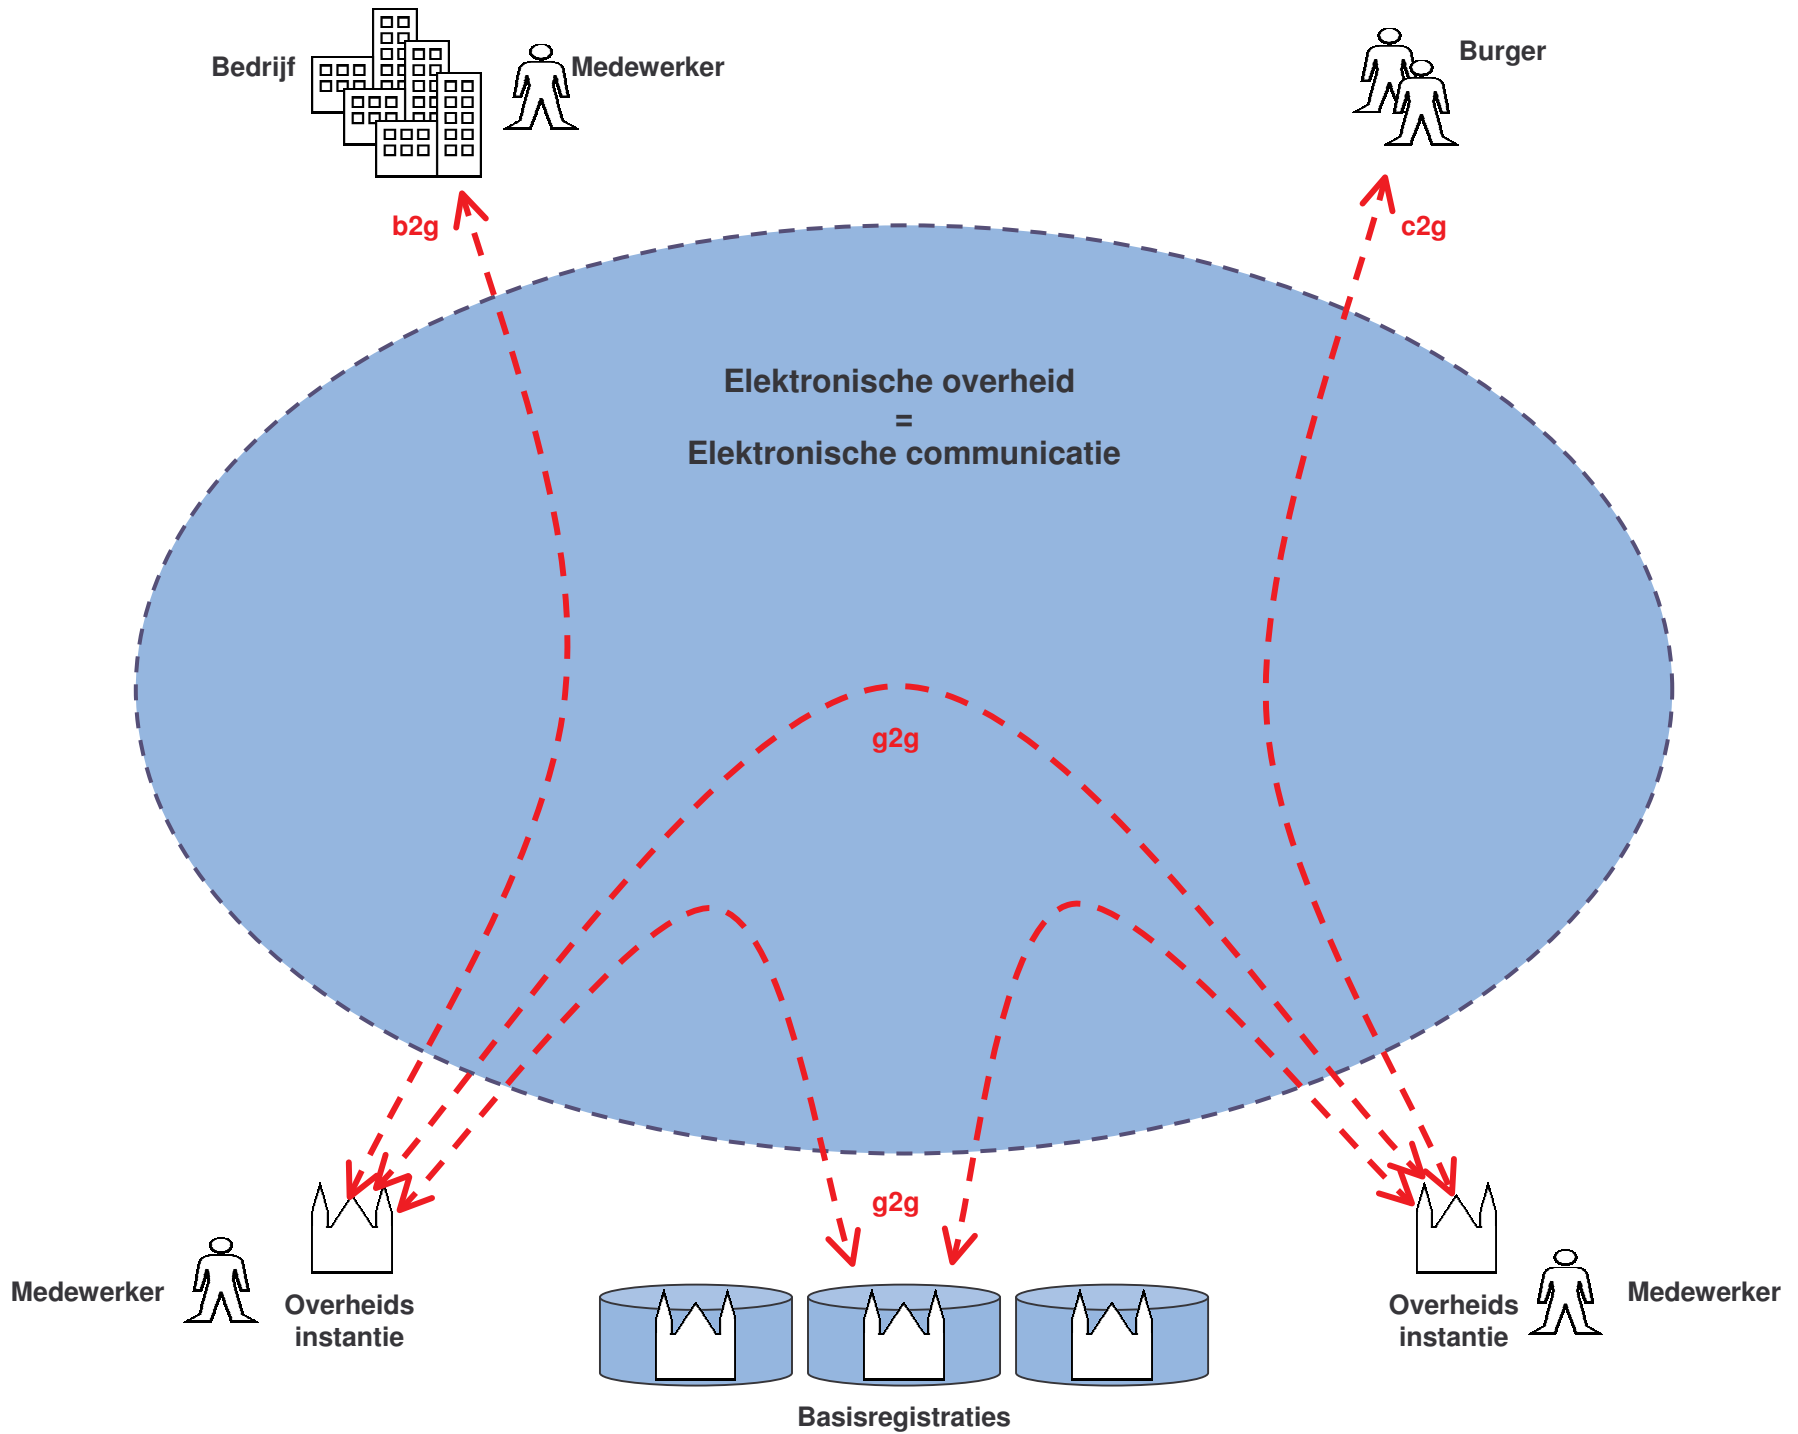 Bedrijf
Medewerker
Burger
b2g
c2g
Elektronische overheid
=
Elektronische communicatie
g2g
g2g
Medewerker
Overheids
instantie
Overheids
instantie
Medewerker
Basisregistraties